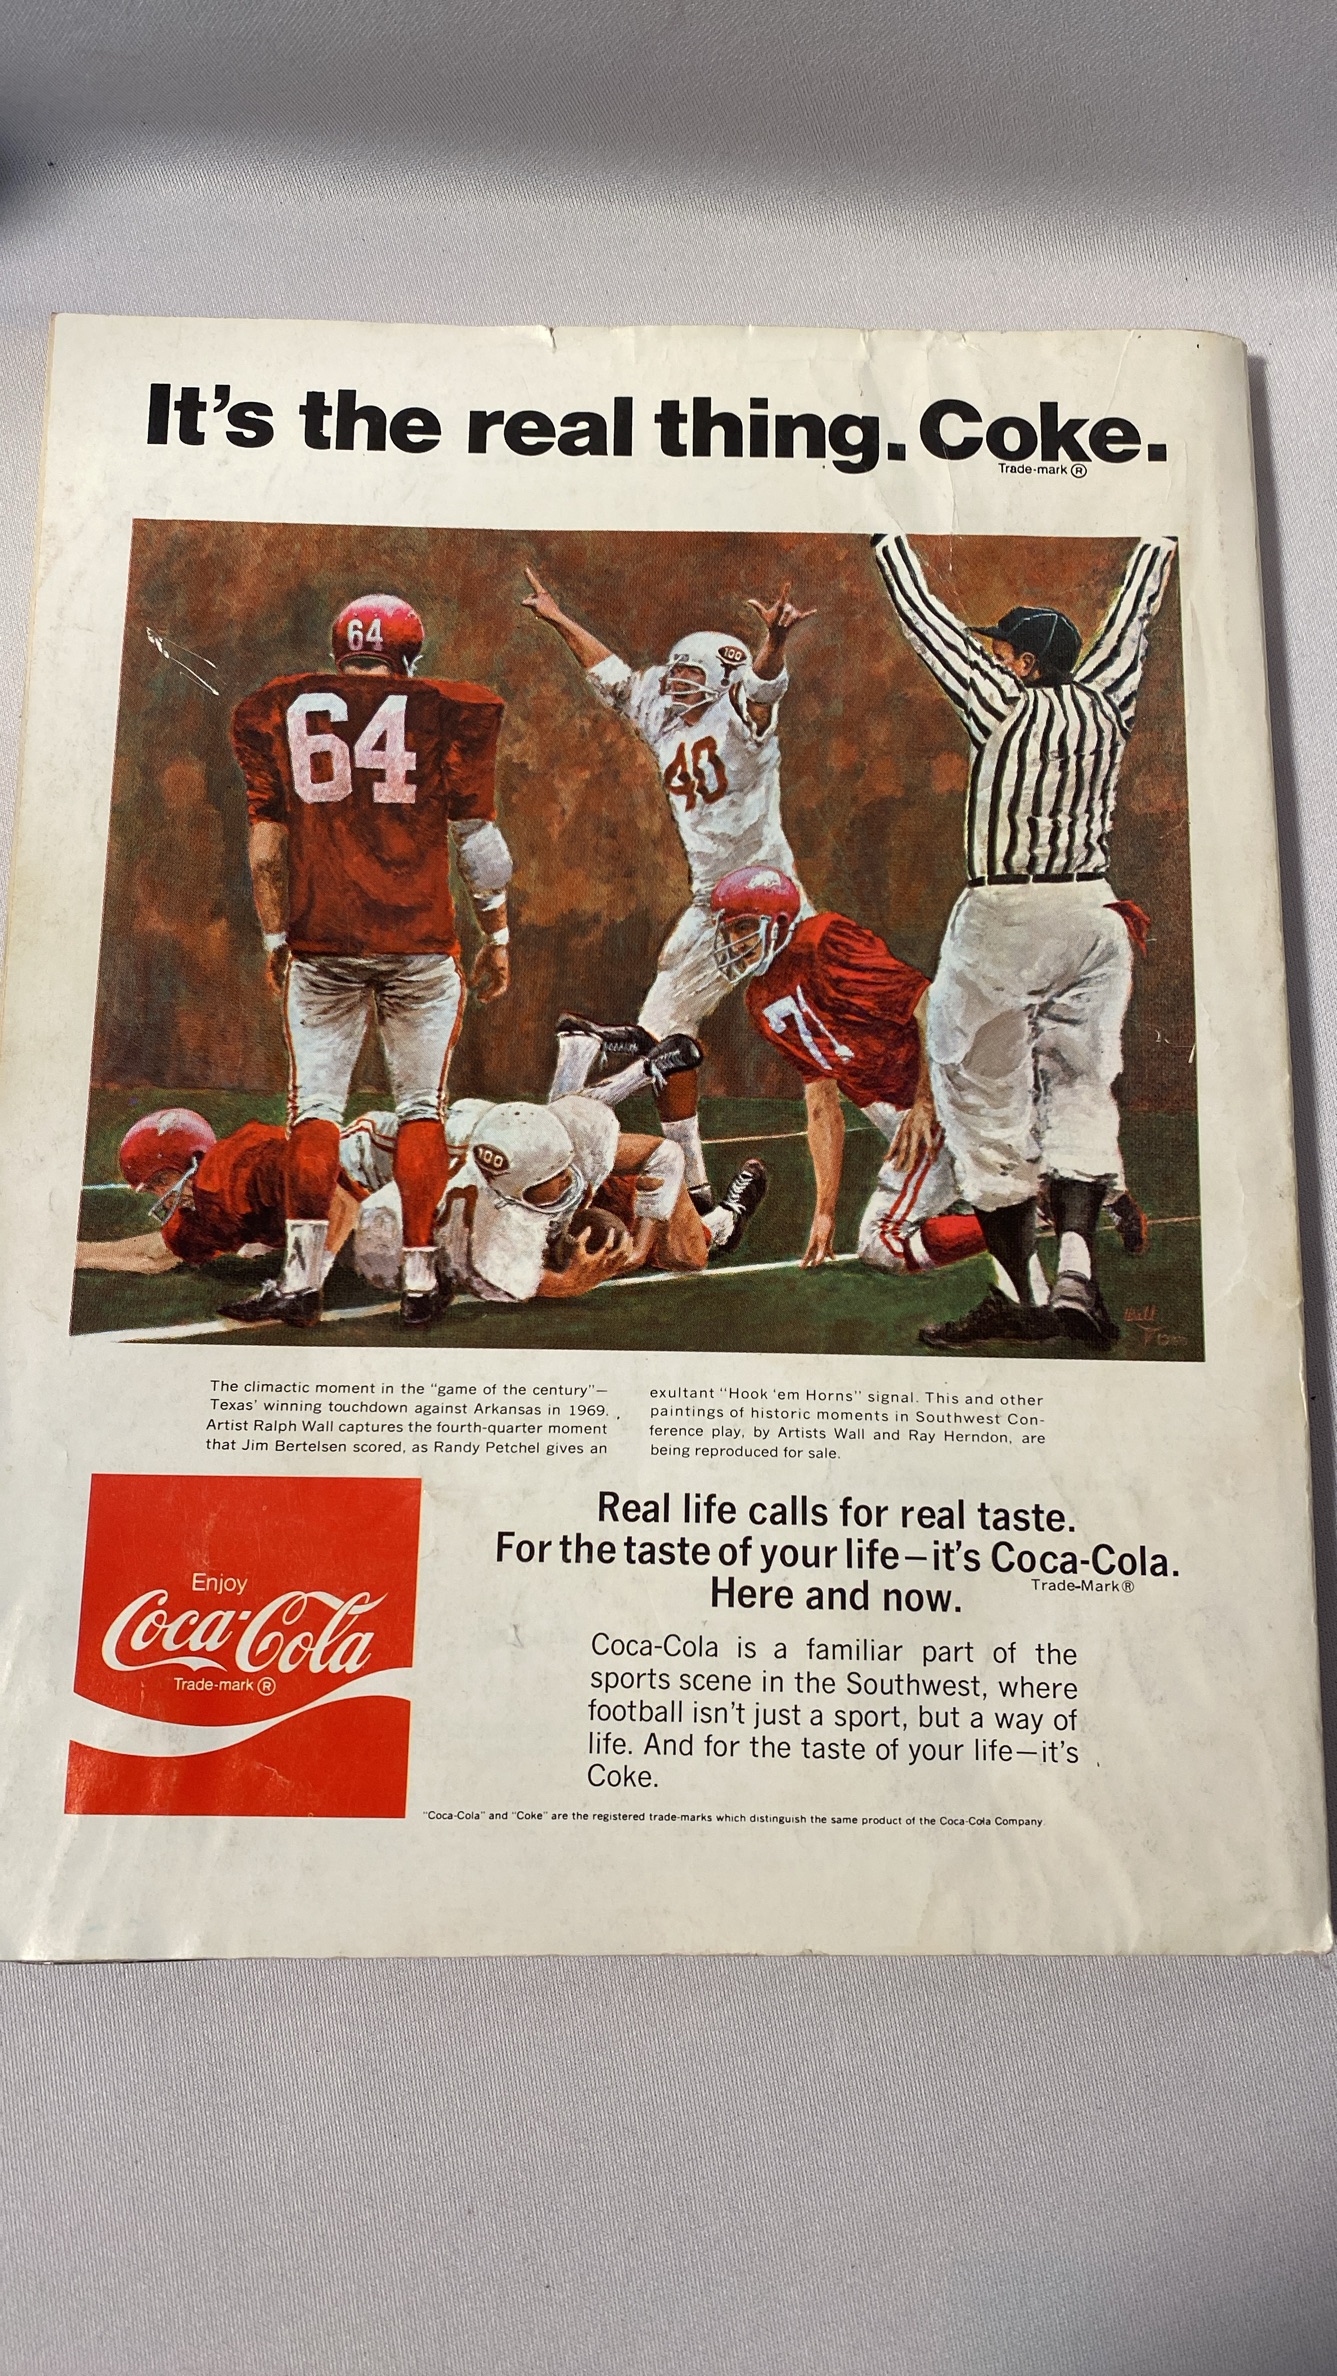 It's the real thing. Coke.
Trade-mark ®
64
64
100
40
71
100
The climactic moment in the "game of the century"—
Texas' winning touchdown against Arkansas in 1969.
Artist Ralph Wall captures the fourth-quarter moment
that Jim Bertelsen scored, as Randy Petchel gives an
exultant "Hook 'em Horns" signal. This and other
paintings of historic moments in Southwest Con-
ference play, by Artists Wall and Ray Herndon, are
being reproduced for sale.
Enjoy
Coca-Cola
Trade-mark ®
Real life calls for real taste.
For the taste of your life—it's Coca-Cola.
Trade-Mark ®
Here and now.
Coca-Cola is a familiar part of the
sports scene in the Southwest, where
football isn't just a sport, but a way of
life. And for the taste of your life—it's
Coke.
"Coca-Cola" and "Coke" are the registered trade-marks which distinguish the same product of the Coca-Cola Company.